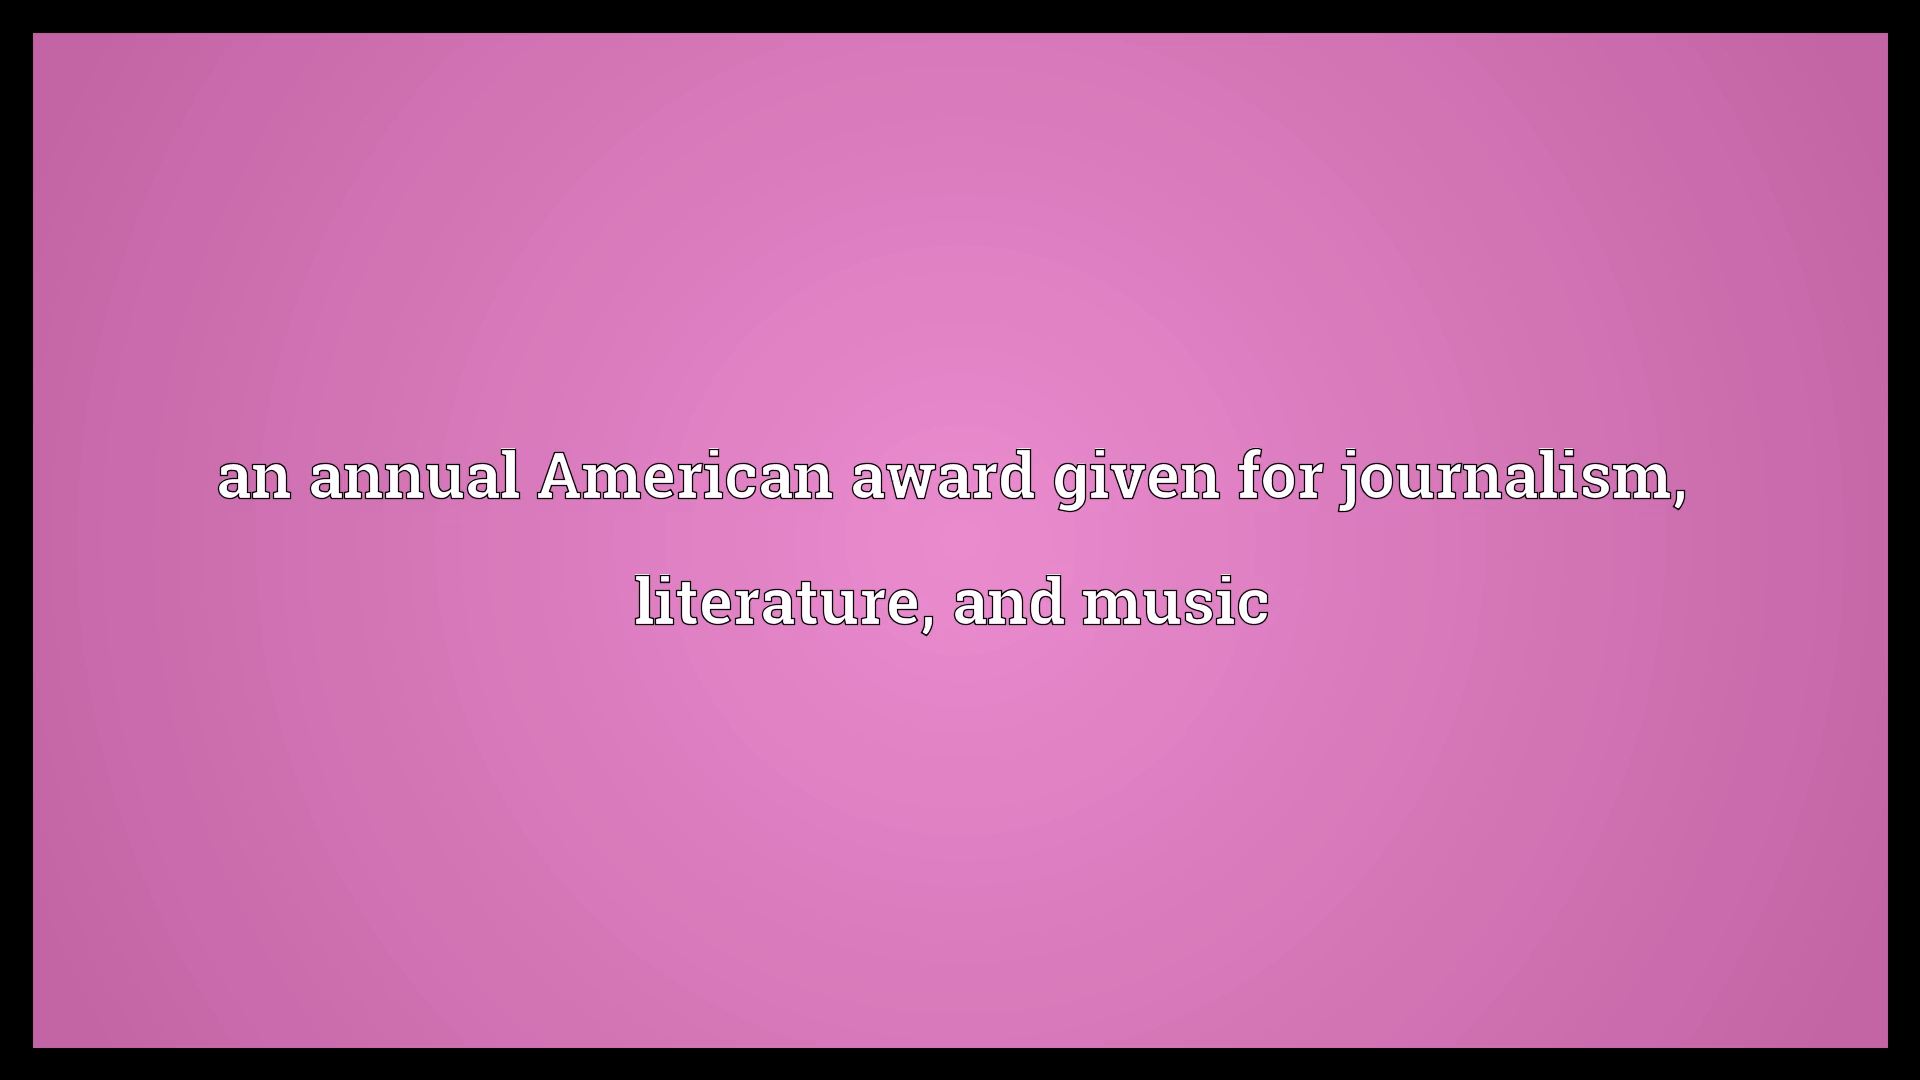 an annual American award given for journalism,
literature, and music